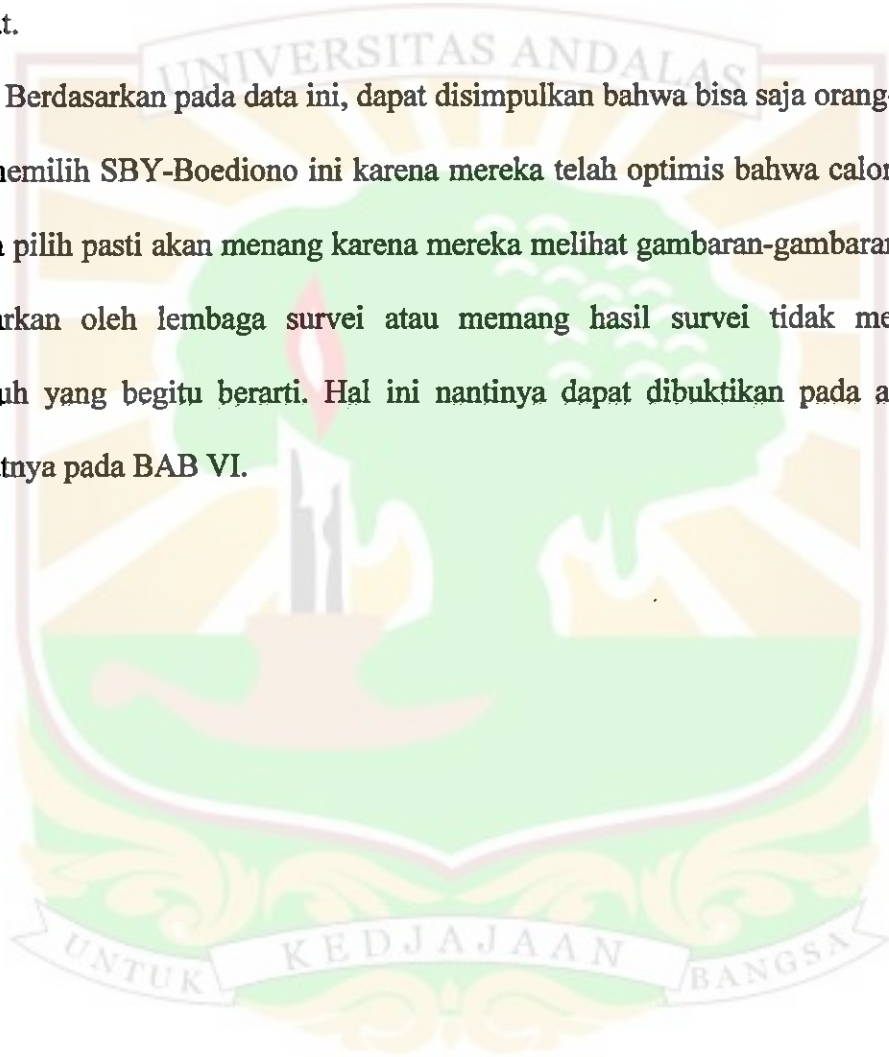 .t.
UNIVERSITAS ANDALAS
Berdasarkan pada data ini, dapat disimpulkan bahwa bisa saja orang-
emilih SBY-Boediono ini karena mereka telah optimis bahwa calon
pilih pasti akan menang karena mereka melihat gambaran-gambaran
rkan oleh lembaga survei atau memang hasil survei tidak me
uh yang begitu berarti. Hal ini nantinya dapat dibuktikan pada a
tnya pada BAB VI.
UNTUK KEDJAJAAN BANGSA